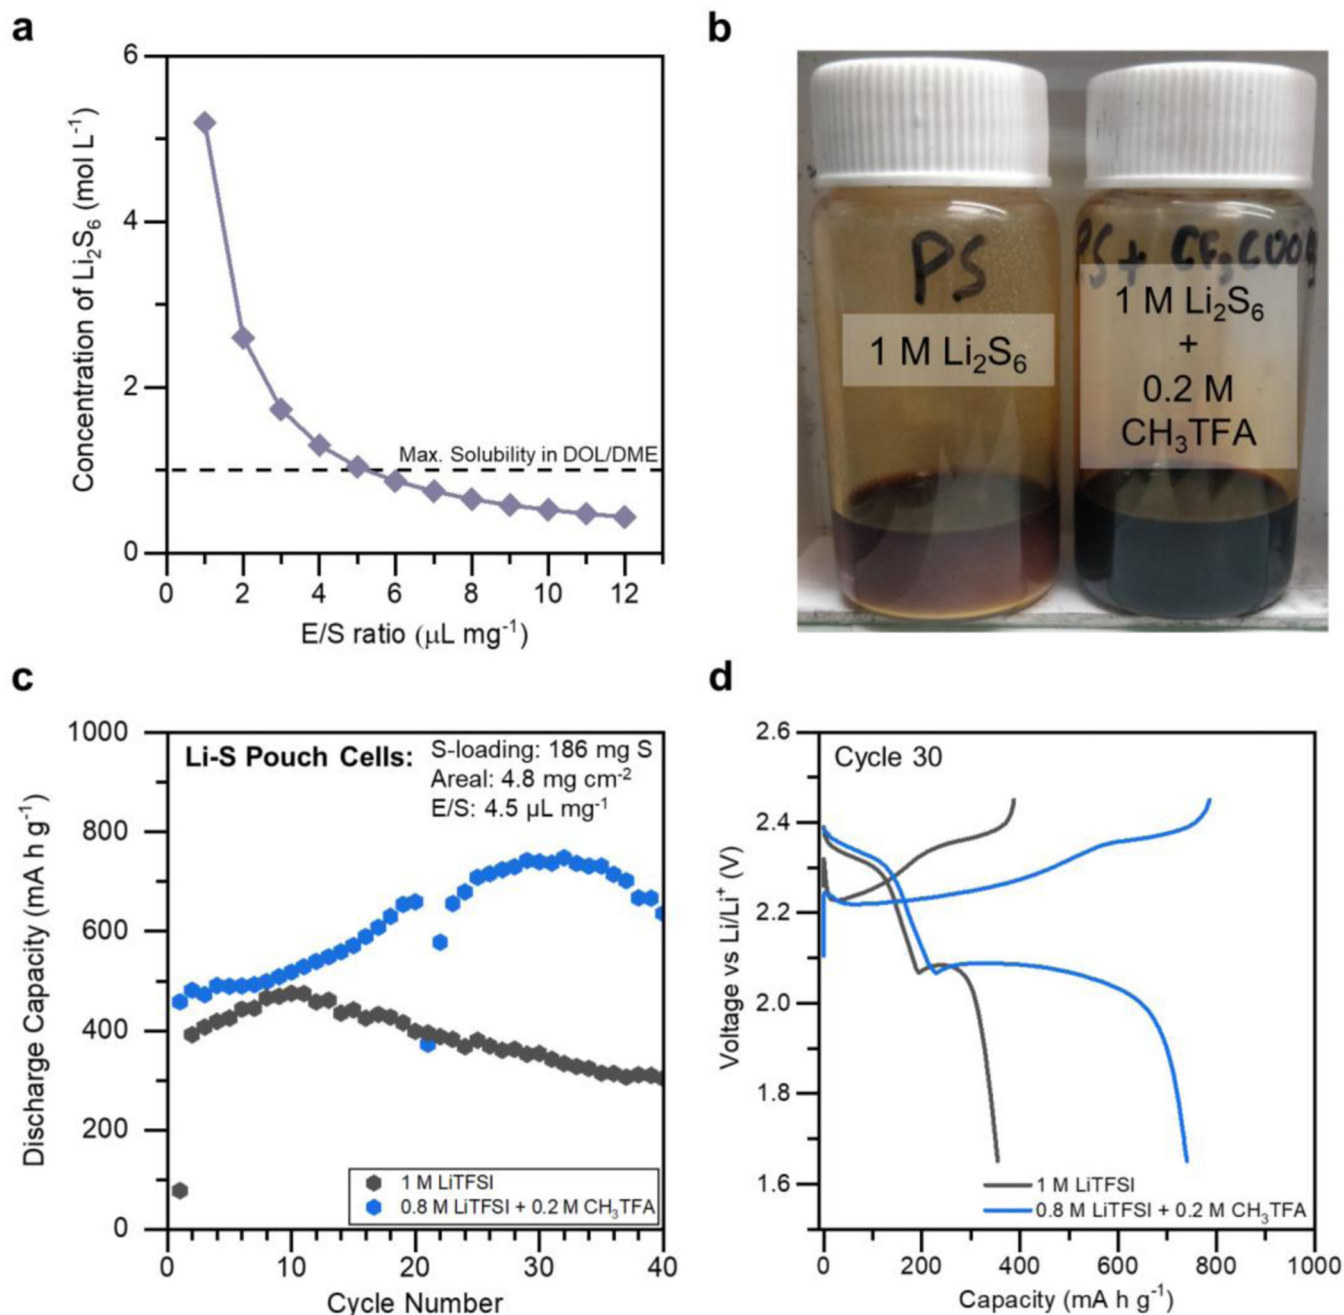 a
6
4
2
0
Concentration of Li₂S₆ (mol L⁻¹)
Max. Solubility in DOL/DME
0 2 4 6 8 10 12
E/S ratio (μL mg⁻¹)
b
PS
1 M Li₂S₆
PS + CF₃COO
1 M Li₂S₆
+
0.2 M
CH₃TFA
c
1000
800
600
400
200
0
Discharge Capacity (mA h g⁻¹)
Li-S Pouch Cells:
S-loading: 186 mg S
Areal: 4.8 mg cm⁻²
E/S: 4.5 μL mg⁻¹
1 M LiTFSI
0.8 M LiTFSI + 0.2 M CH₃TFA
0 10 20 30 40
Cycle Number
d
2.6
2.4
2.2
2.0
1.8
1.6
Voltage vs Li/Li⁺ (V)
Cycle 30
1 M LiTFSI
0.8 M LiTFSI + 0.2 M CH₃TFA
0 200 400 600 800 1000
Capacity (mA h g⁻¹)